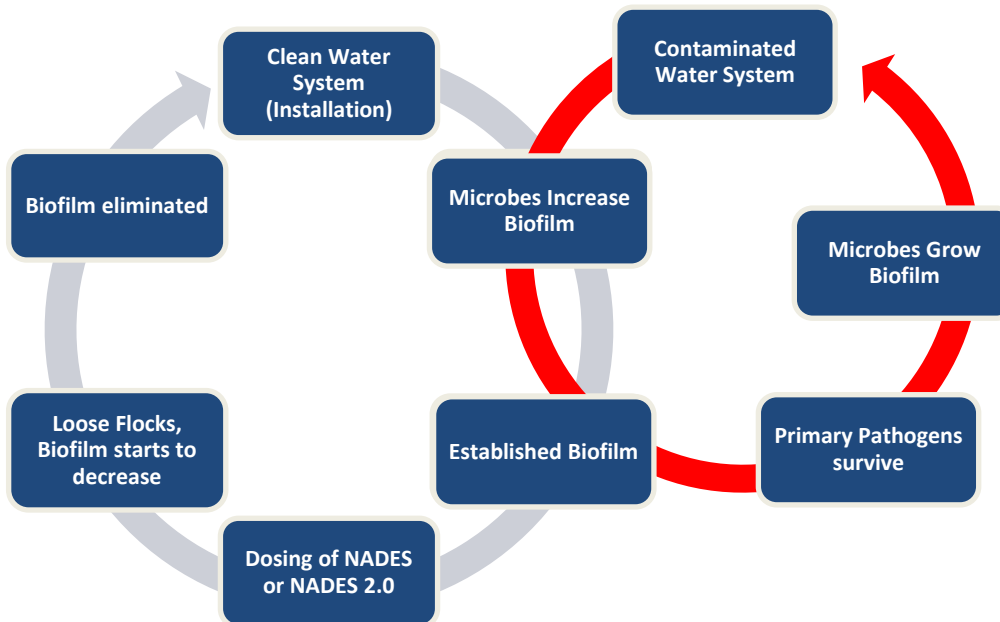 Clean Water
System
(Installation)
Contaminated
Water System
Biofilm eliminated
Microbes Increase
Biofilm
Microbes Grow
Biofilm
Loose Flocks,
Biofilm starts to
decrease
Established Biofilm
Primary Pathogens
survive
Dosing of NADES
or NADES 2.0